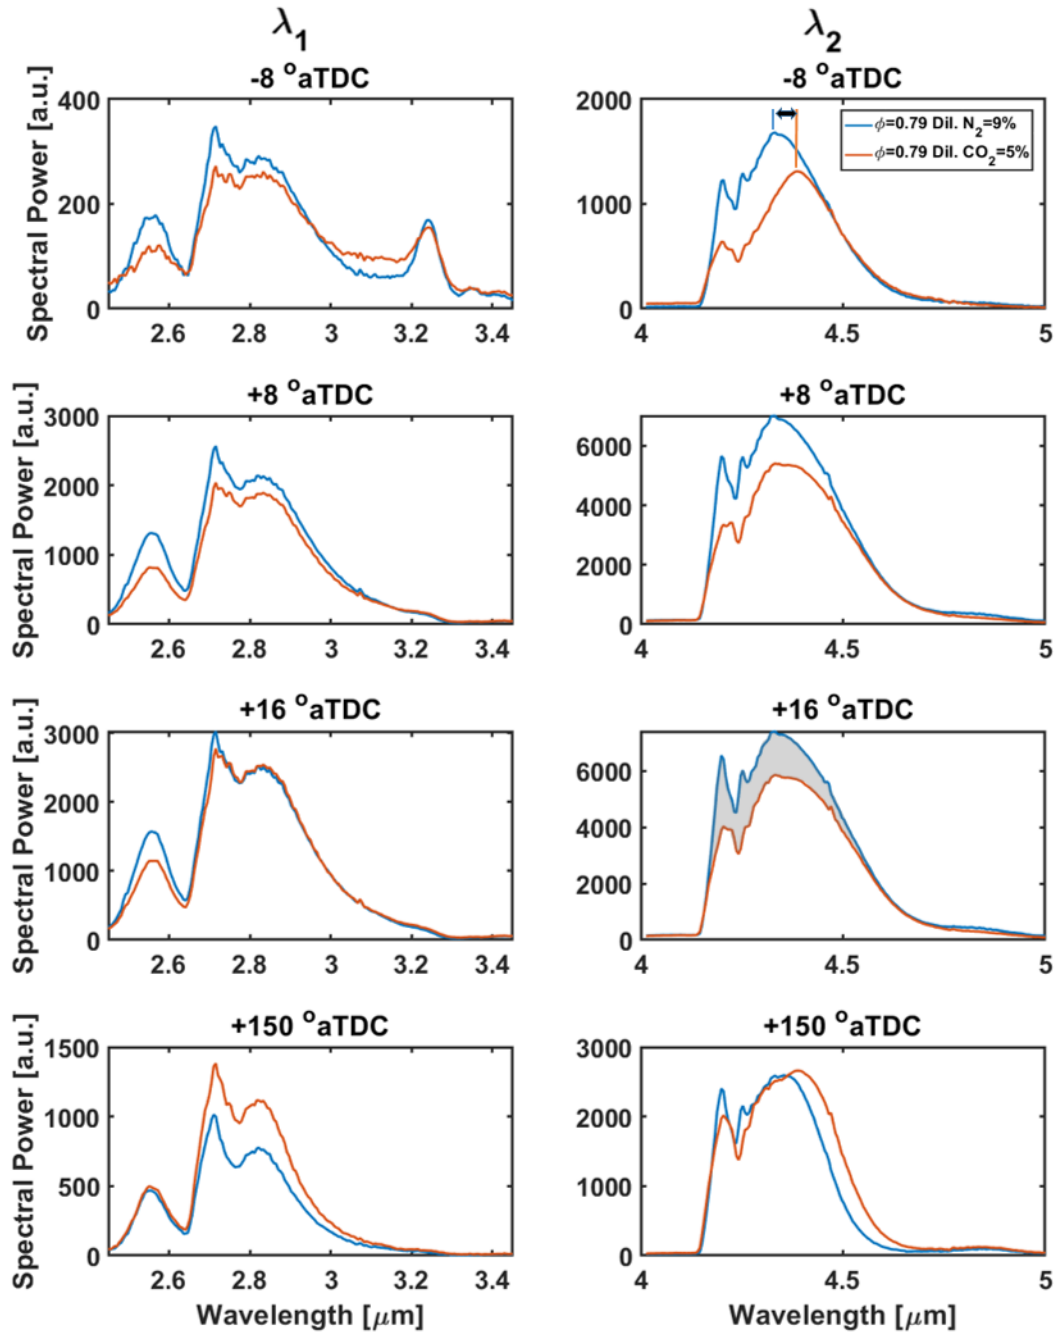 λ1 λ2
-8 °aTDC -8 °aTDC
Spectral Power [a.u.]
400
200
0
2.6 2.8 3 3.2 3.4
2000
1000
0
4 4.5 5
ϕ=0.79 Dil. N2=9%
ϕ=0.79 Dil. CO2=5%
+8 °aTDC +8 °aTDC
Spectral Power [a.u.]
3000
2000
1000
0
2.6 2.8 3 3.2 3.4
6000
4000
2000
0
4 4.5 5
+16 °aTDC +16 °aTDC
Spectral Power [a.u.]
3000
2000
1000
0
2.6 2.8 3 3.2 3.4
6000
4000
2000
0
4 4.5 5
+150 °aTDC +150 °aTDC
Spectral Power [a.u.]
1500
1000
500
0
2.6 2.8 3 3.2 3.4
3000
2000
1000
0
4 4.5 5
Wavelength [μm] Wavelength [μm]